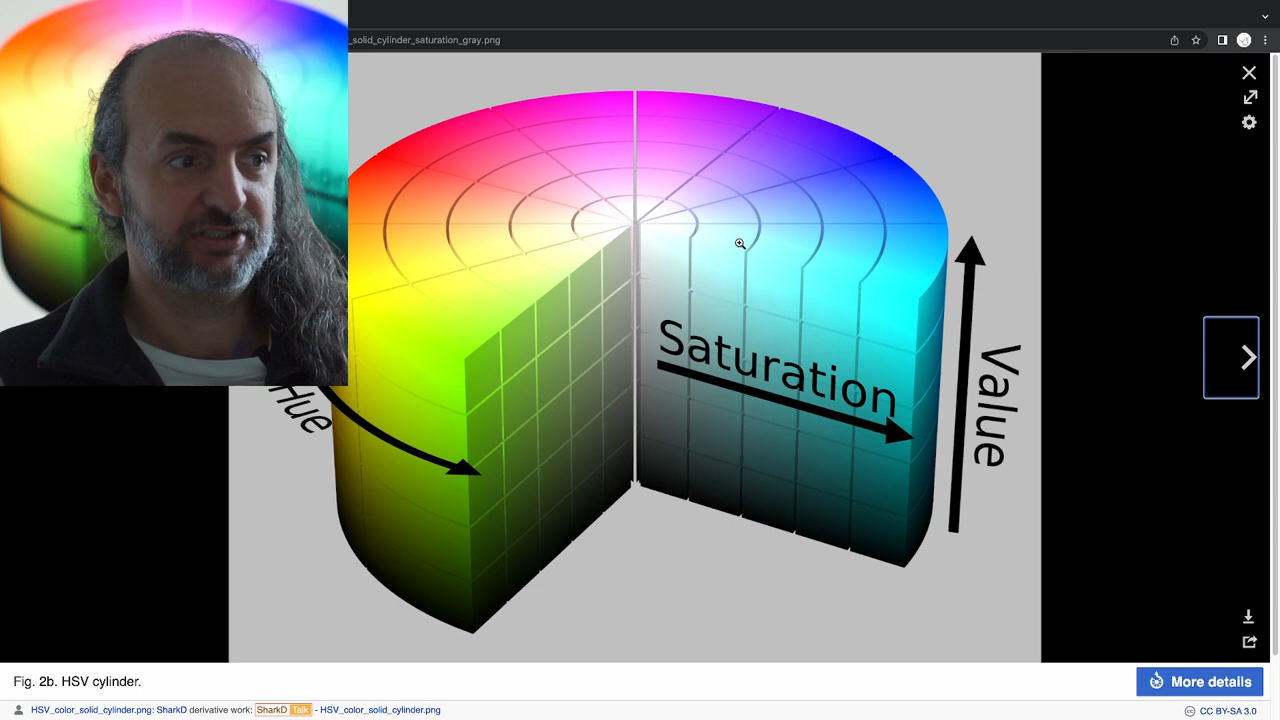 _solid_cylinder_saturation_gray.png
Saturation
Value
Hue
Fig. 2b. HSV cylinder.
More details
HSV_color_solid_cylinder.png: SharkD derivative work: SharkD Talk - HSV_color_solid_cylinder.png
CC BY-SA 3.0